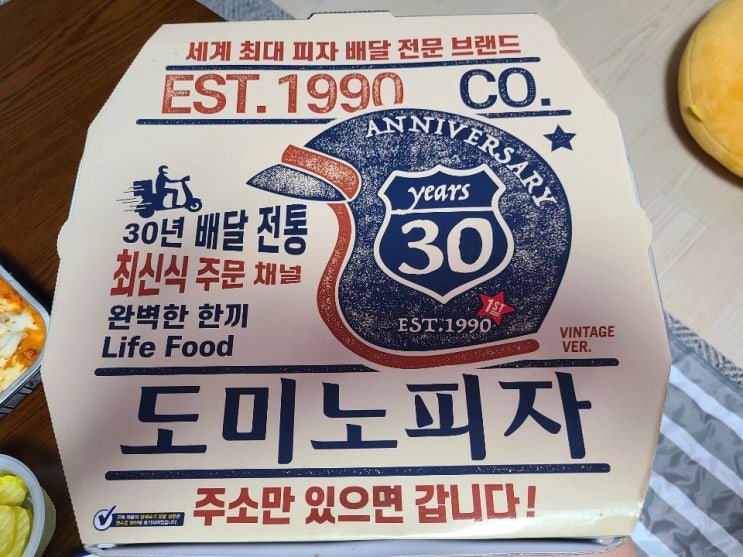 세계 최대 피자 배달 전문 브랜드
EST. 1990 CO.
ANNIVERSARY
years
30
1ST
EST.1990
VINTAGE
VER.
30년 배달 전통
최신식 주문 채널
완벽한 한끼
Life Food
도미노피자
주소만 있으면 갑니다!